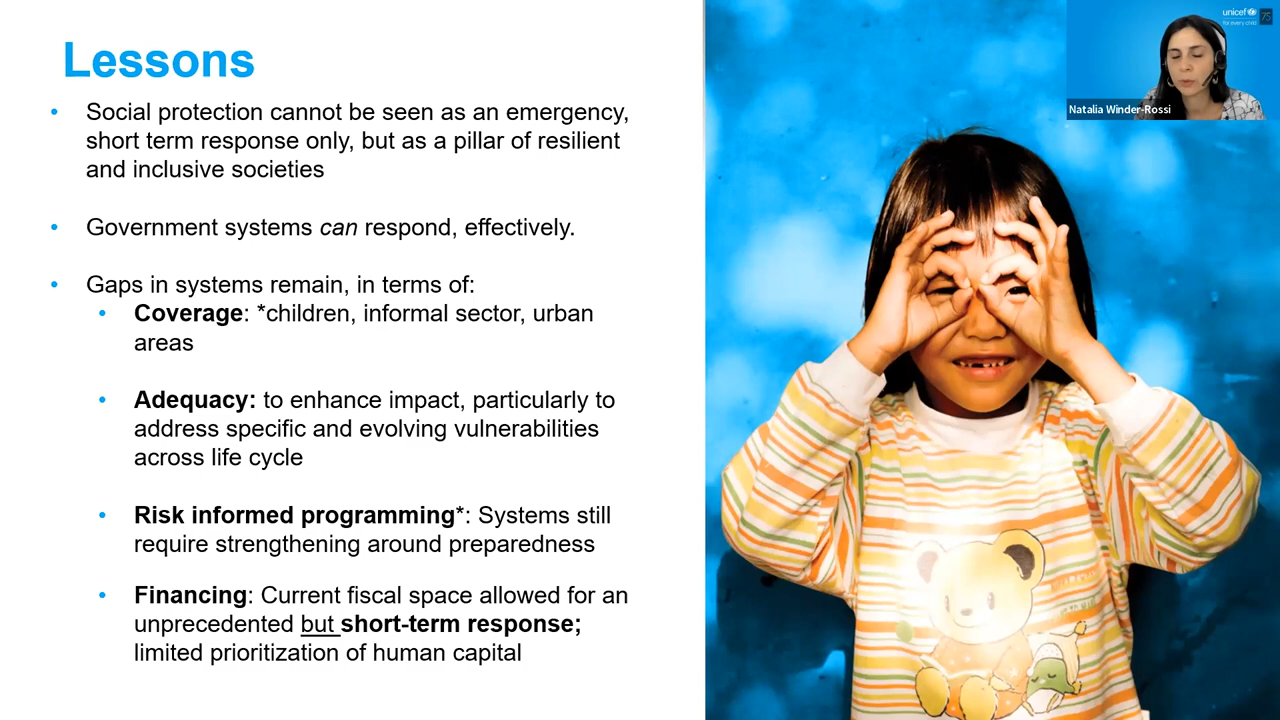 Lessons
• Social protection cannot be seen as an emergency,
short term response only, but as a pillar of resilient
and inclusive societies
• Government systems can respond, effectively.
• Gaps in systems remain, in terms of:
• Coverage: *children, informal sector, urban
areas
• Adequacy: to enhance impact, particularly to
address specific and evolving vulnerabilities
across life cycle
• Risk informed programming*: Systems still
require strengthening around preparedness
• Financing: Current fiscal space allowed for an
unprecedented but short-term response;
limited prioritization of human capital
unicef
for every child
75
Natalia Winder-Rossi